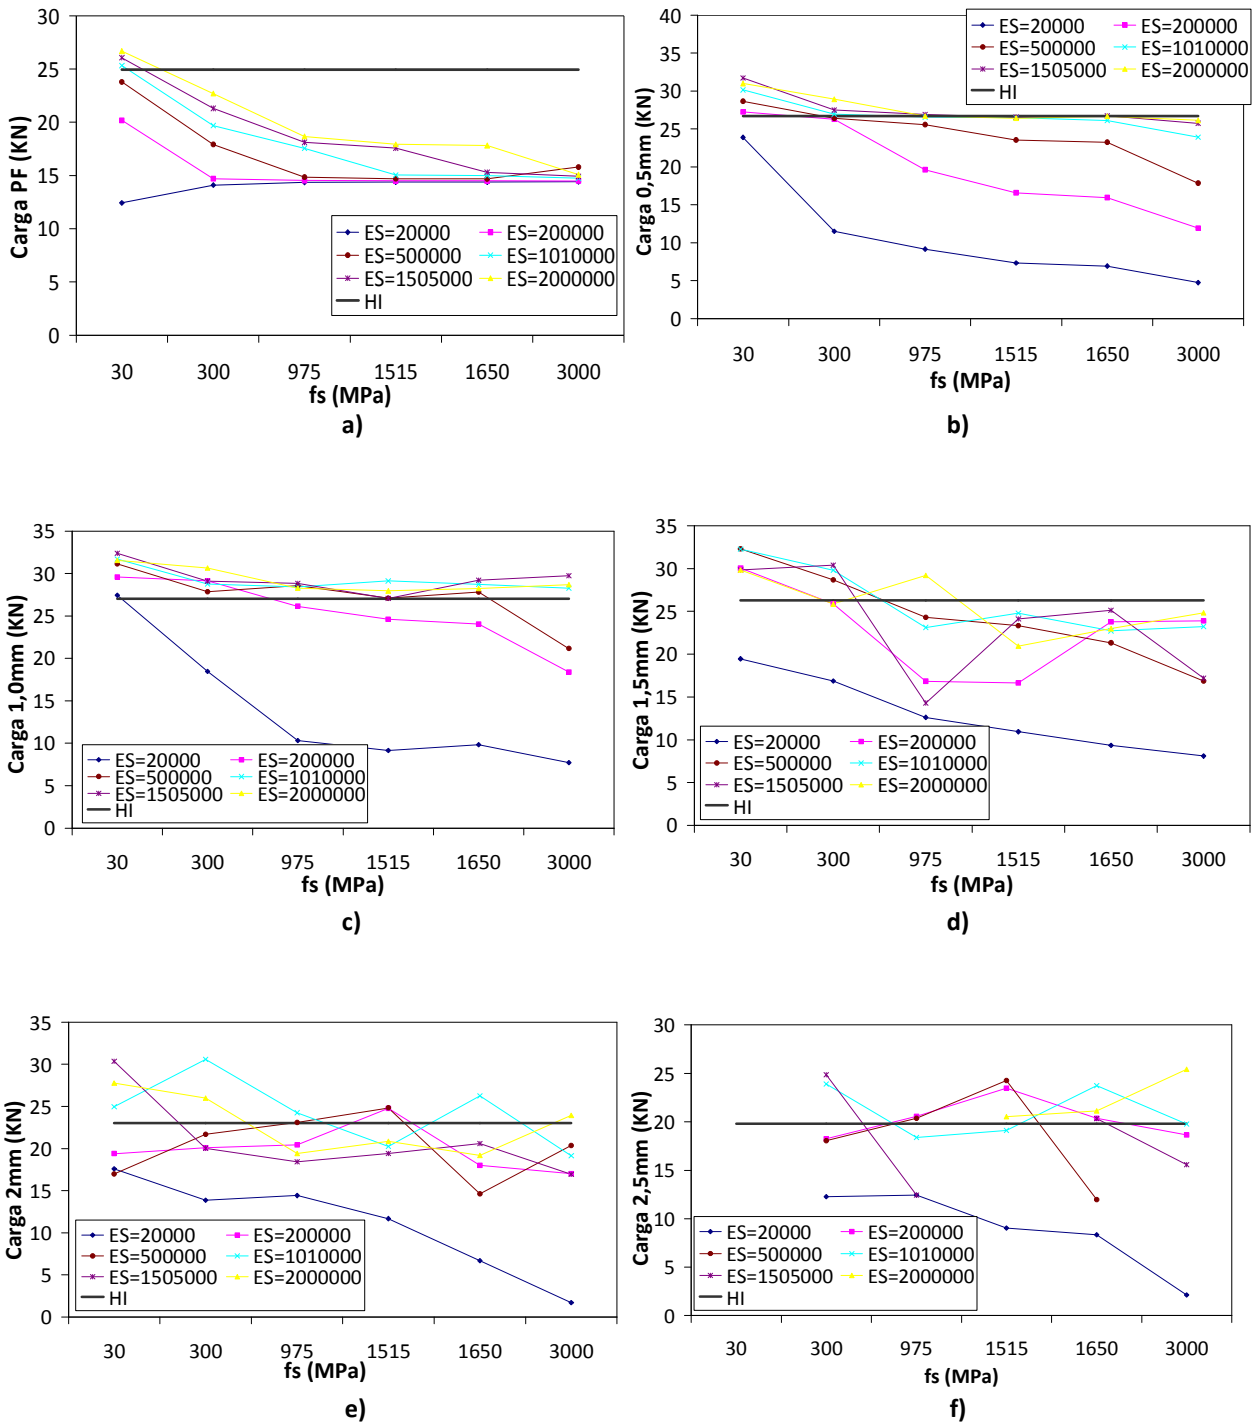 Carga PF (KN)
30
25
20
15
10
5
0
ES=20000 ES=200000
ES=500000 ES=1010000
ES=1505000 ES=2000000
HI
30 300 975 1515 1650 3000
fs (MPa)
a)
Carga 0,5mm (KN)
40
35
30
25
20
15
10
5
0
ES=20000 ES=200000
ES=500000 ES=1010000
ES=1505000 ES=2000000
HI
30 300 975 1515 1650 3000
fs (MPa)
b)
Carga 1,0mm (KN)
35
30
25
20
15
10
5
0
ES=20000 ES=200000
ES=500000 ES=1010000
ES=1505000 ES=2000000
HI
30 300 975 1515 1650 3000
fs (MPa)
c)
Carga 1,5mm (KN)
35
30
25
20
15
10
5
0
ES=20000 ES=200000
ES=500000 ES=1010000
ES=1505000 ES=2000000
HI
30 300 975 1515 1650 3000
fs (MPa)
d)
Carga 2mm (KN)
35
30
25
20
15
10
5
0
ES=20000 ES=200000
ES=500000 ES=1010000
ES=1505000 ES=2000000
HI
30 300 975 1515 1650 3000
fs (MPa)
e)
Carga 2,5mm (KN)
30
25
20
15
10
5
0
ES=20000 ES=200000
ES=500000 ES=1010000
ES=1505000 ES=2000000
HI
30 300 975 1515 1650 3000
fs (MPa)
f)